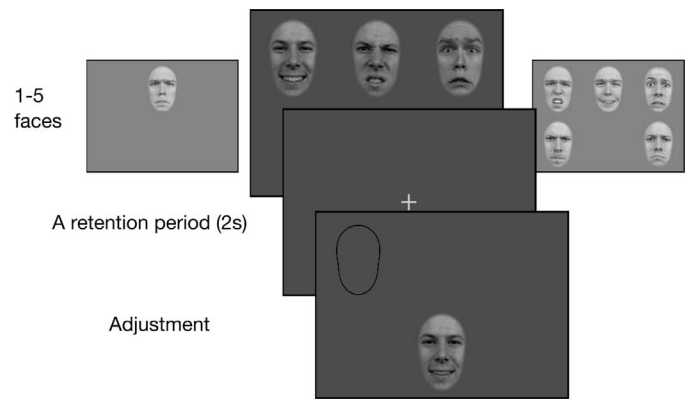 1-5
faces
A retention period (2s)
Adjustment